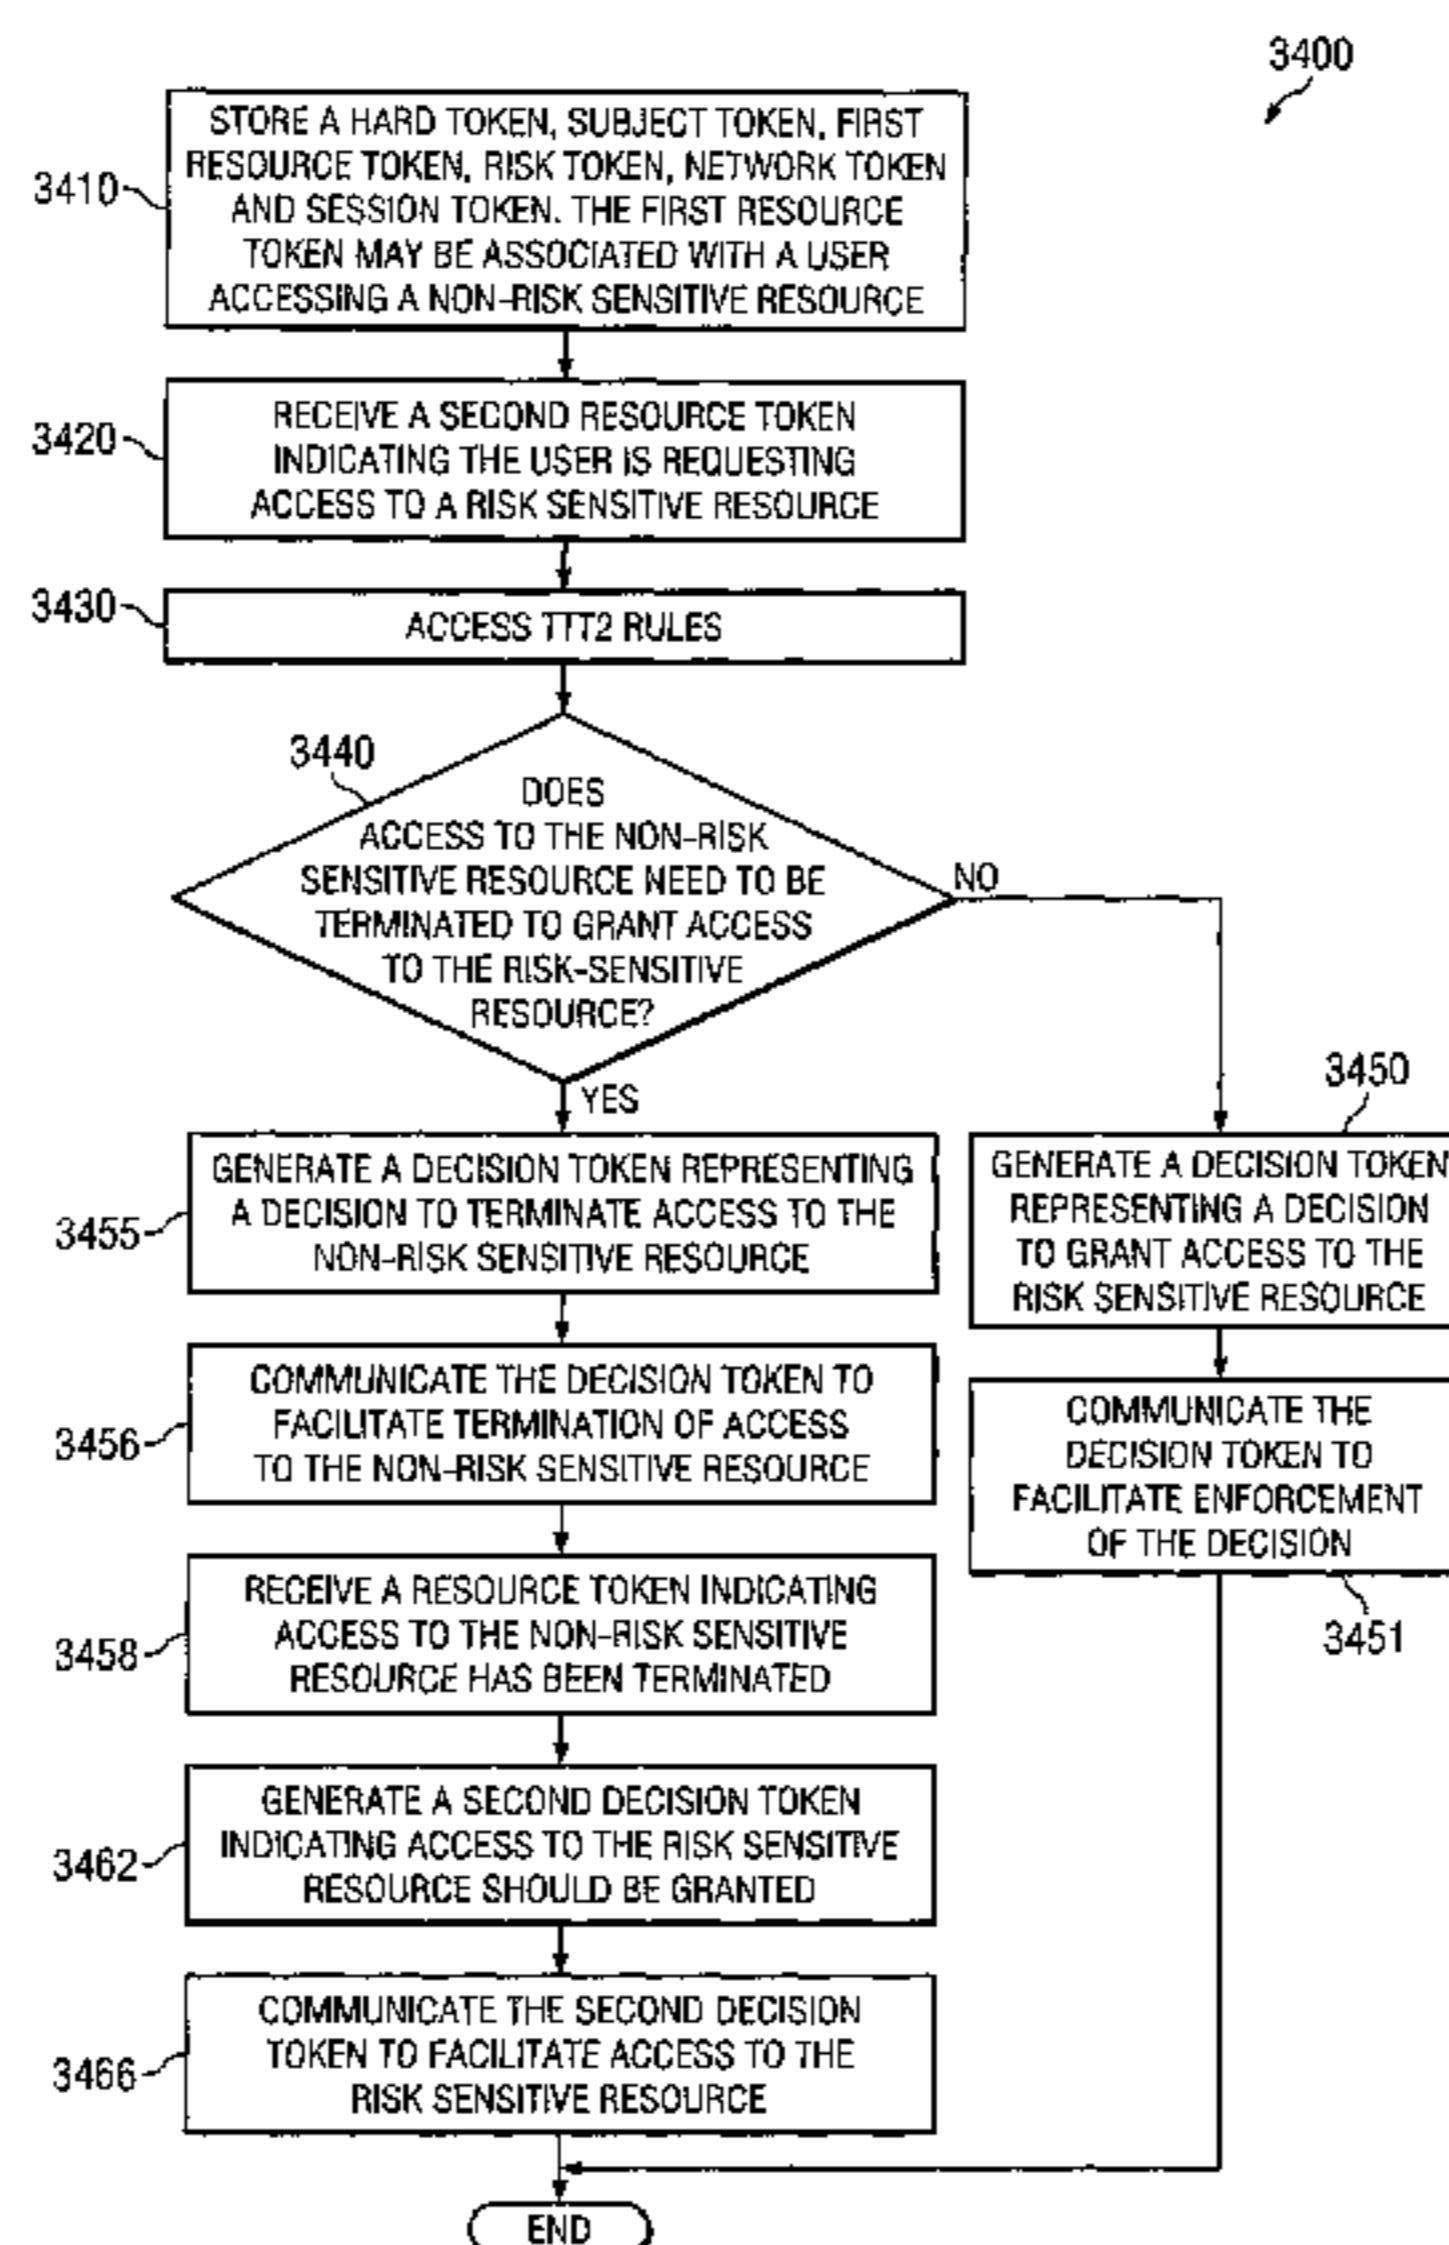 3400
STORE A HARD TOKEN, SUBJECT TOKEN, FIRST
RESOURCE TOKEN, RISK TOKEN, NETWORK TOKEN
AND SESSION TOKEN. THE FIRST RESOURCE
TOKEN MAY BE ASSOCIATED WITH A USER
ACCESSING A NON-RISK SENSITIVE RESOURCE
3410
RECEIVE A SECOND RESOURCE TOKEN
INDICATING THE USER IS REQUESTING
ACCESS TO A RISK SENSITIVE RESOURCE
3420
3430
ACCESS TTT2 RULES
3440
DOES
ACCESS TO THE NON-RISK
SENSITIVE RESOURCE NEED TO BE
TERMINATED TO GRANT ACCESS
TO THE RISK-SENSITIVE
RESOURCE?
NO
YES
3450
GENERATE A DECISION TOKEN
REPRESENTING A DECISION
TO GRANT ACCESS TO THE
RISK SENSITIVE RESOURCE
COMMUNICATE THE
DECISION TOKEN TO
FACILITATE ENFORCEMENT
OF THE DECISION
3451
GENERATE A DECISION TOKEN REPRESENTING
A DECISION TO TERMINATE ACCESS TO THE
NON-RISK SENSITIVE RESOURCE
3455
COMMUNICATE THE DECISION TOKEN TO
FACILITATE TERMINATION OF ACCESS
TO THE NON-RISK SENSITIVE RESOURCE
3456
RECEIVE A RESOURCE TOKEN INDICATING
ACCESS TO THE NON-RISK SENSITIVE
RESOURCE HAS BEEN TERMINATED
3458
GENERATE A SECOND DECISION TOKEN
INDICATING ACCESS TO THE RISK SENSITIVE
RESOURCE SHOULD BE GRANTED
3462
COMMUNICATE THE SECOND DECISION
TOKEN TO FACILITATE ACCESS TO THE
RISK SENSITIVE RESOURCE
3466
END